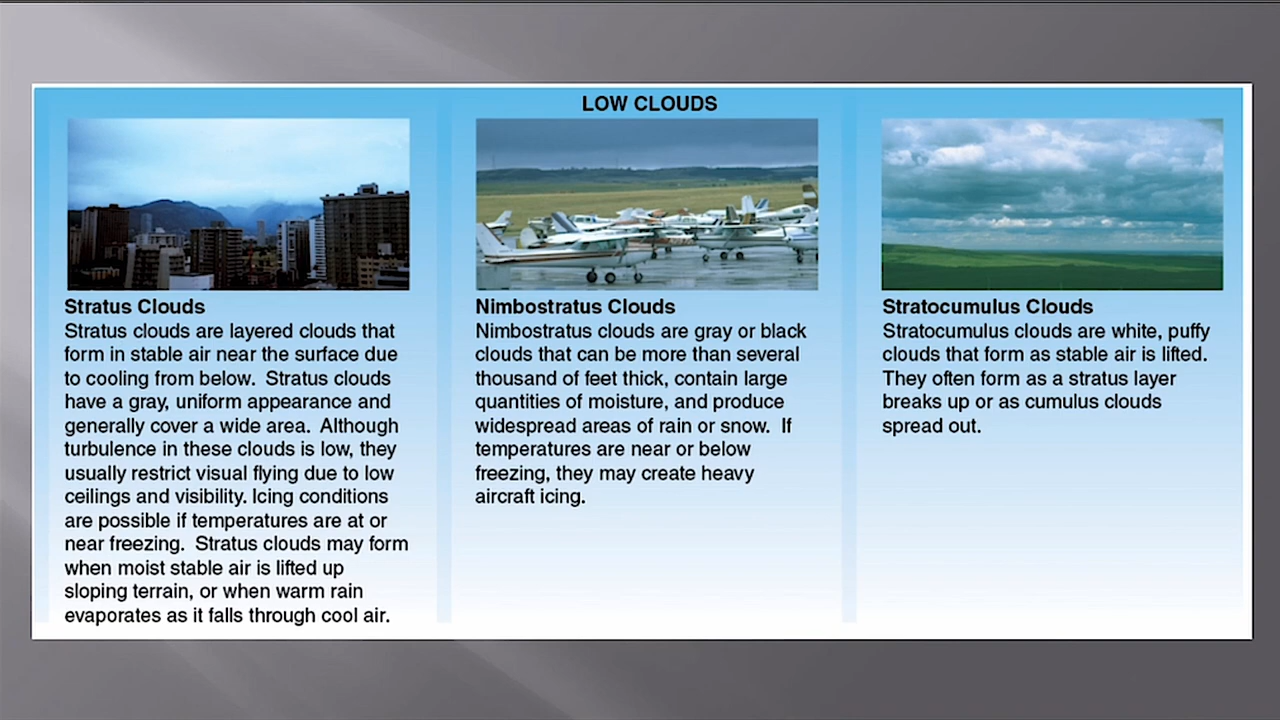 LOW CLOUDS
Stratus Clouds
Stratus clouds are layered clouds that
form in stable air near the surface due
to cooling from below.  Stratus clouds
have a gray, uniform appearance and
generally cover a wide area.  Although
turbulence in these clouds is low, they
usually restrict visual flying due to low
ceilings and visibility. Icing conditions
are possible if temperatures are at or
near freezing.  Stratus clouds may form
when moist stable air is lifted up
sloping terrain, or when warm rain
evaporates as it falls through cool air.
Nimbostratus Clouds
Nimbostratus clouds are gray or black
clouds that can be more than several
thousand of feet thick, contain large
quantities of moisture, and produce
widespread areas of rain or snow.  If
temperatures are near or below
freezing, they may create heavy
aircraft icing.
Stratocumulus Clouds
Stratocumulus clouds are white, puffy
clouds that form as stable air is lifted.
They often form as a stratus layer
breaks up or as cumulus clouds
spread out.